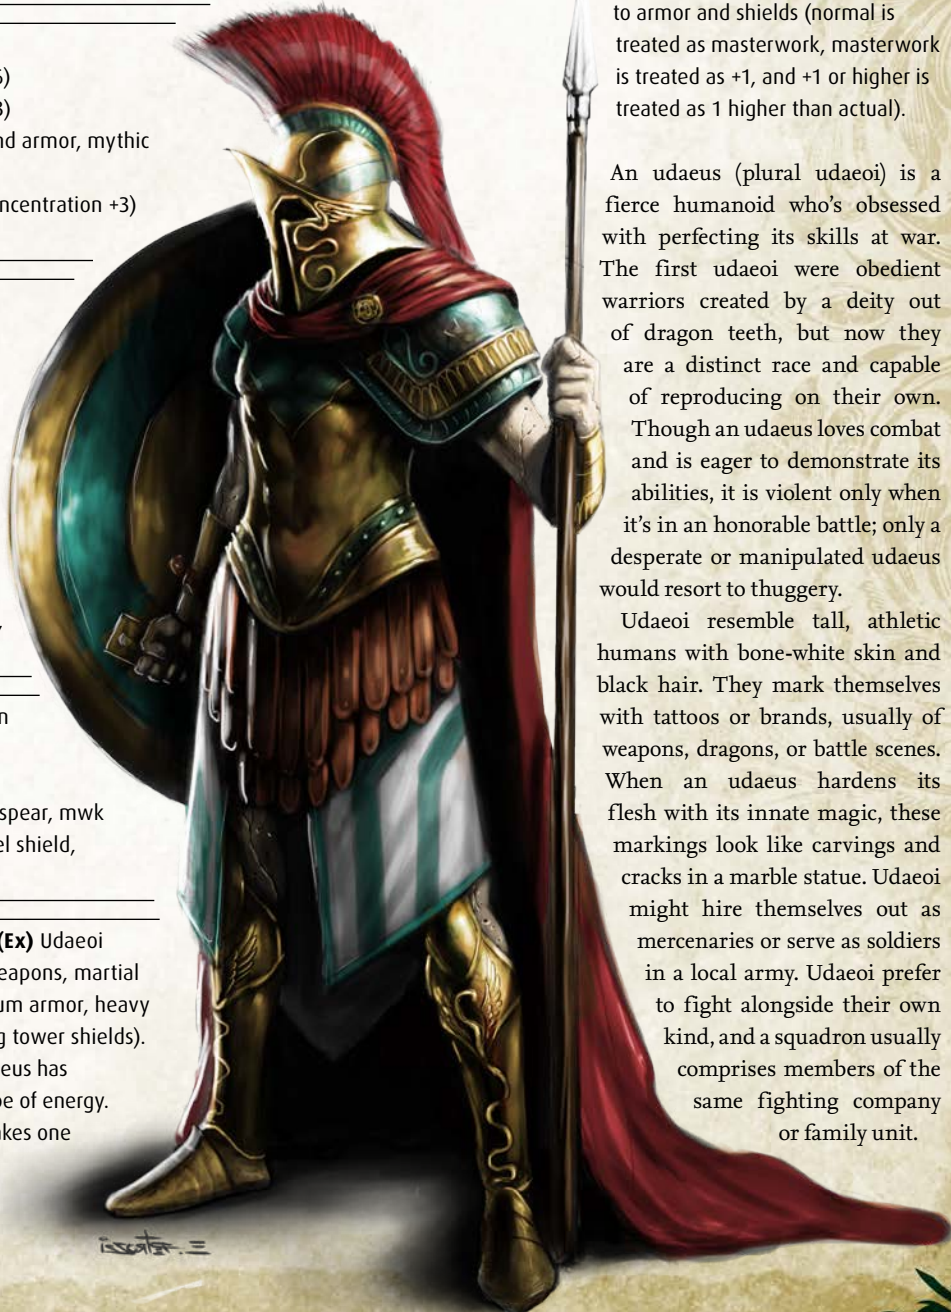 6)
3)
nd armor, mythic
ncentration +3)
n
spear, mwk
el shield,
(Ex) Udaeoi
eapons, martial
um armor, heavy
g tower shields).
eus has
pe of energy.
akes one
to armor and shields (normal is
treated as masterwork, masterwork
is treated as +1, and +1 or higher is
treated as 1 higher than actual).
An udaeus (plural udaeoi) is a
fierce humanoid who's obsessed
with perfecting its skills at war.
The first udaeoi were obedient
warriors created by a deity out
of dragon teeth, but now they
are a distinct race and capable
of reproducing on their own.
Though an udaeus loves combat
and is eager to demonstrate its
abilities, it is violent only when
it's in an honorable battle; only a
desperate or manipulated udaeus
would resort to thuggery.
Udaeoi resemble tall, athletic
humans with bone-white skin and
black hair. They mark themselves
with tattoos or brands, usually of
weapons, dragons, or battle scenes.
When an udaeus hardens its
flesh with its innate magic, these
markings look like carvings and
cracks in a marble statue. Udaeoi
might hire themselves out as
mercenaries or serve as soldiers
in a local army. Udaeoi prefer
to fight alongside their own
kind, and a squadron usually
comprises members of the
same fighting company
or family unit.